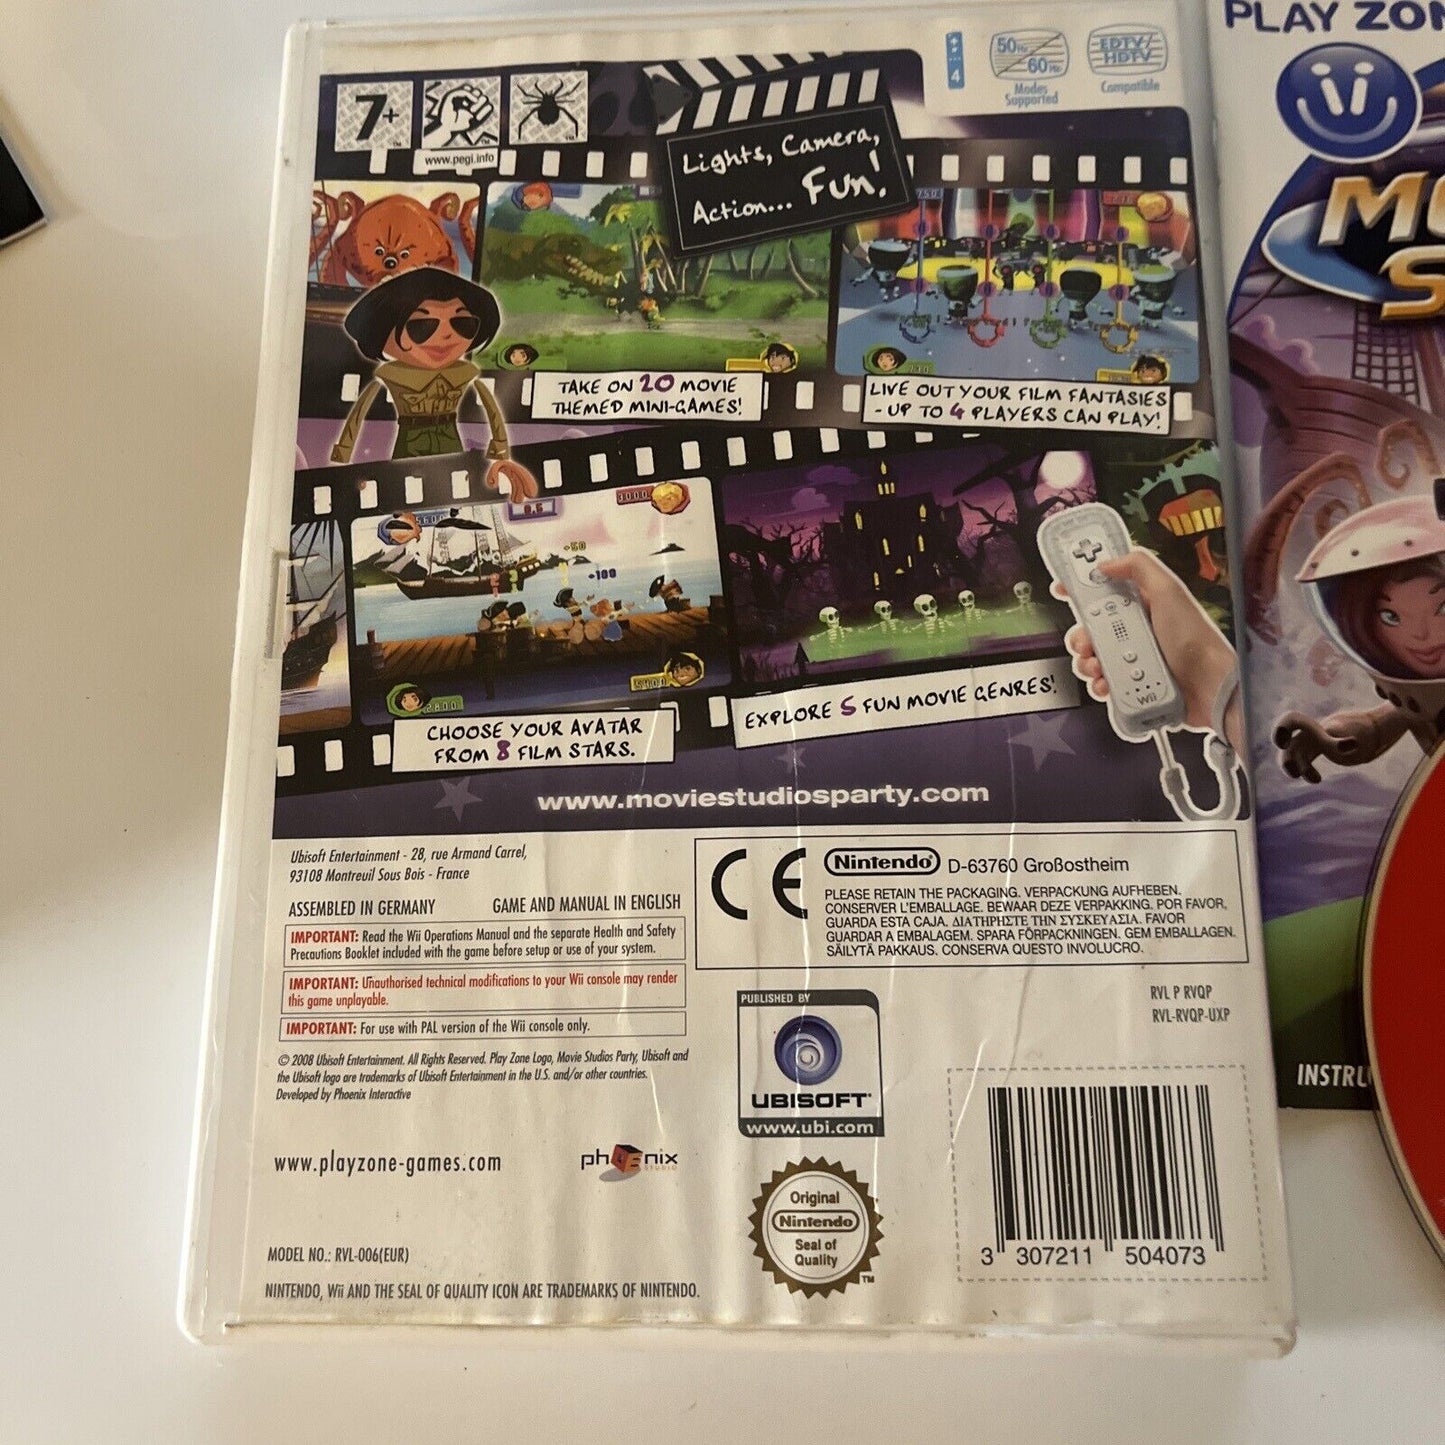 7+
www.pegi.info
Lights, Camera,
Action... Fun!
4
50Hz
60Hz
Modes
Supported
EDTV/
HDTV
Compatible
TAKE ON 20 MOVIE
THEMED MINI-GAMES!
LIVE OUT YOUR FILM FANTASIES
- UP TO 4 PLAYERS CAN PLAY!
3000
+50
+100
2800
5400
CHOOSE YOUR AVATAR
FROM 8 FILM STARS.
EXPLORE 5 FUN MOVIE GENRES!
Wii
www.moviestudiosparty.com
Ubisoft Entertainment - 28, rue Armand Carrel,
93108 Montreuil Sous Bois - France
ASSEMBLED IN GERMANY GAME AND MANUAL IN ENGLISH
IMPORTANT: Read the Wii Operations Manual and the separate Health and Safety
Precautions Booklet included with the game before setup or use of your system.
IMPORTANT: Unauthorised technical modifications to your Wii console may render
this game unplayable.
IMPORTANT: For use with PAL version of the Wii console only.
© 2008 Ubisoft Entertainment. All Rights Reserved. Play Zone Logo, Movie Studios Party, Ubisoft and
the Ubisoft logo are trademarks of Ubisoft Entertainment in the U.S. and/or other countries.
Developed by Phoenix Interactive
www.playzone-games.com
phoenix
STUDIO
MODEL NO.: RVL-006(EUR)
NINTENDO, Wii AND THE SEAL OF QUALITY ICON ARE TRADEMARKS OF NINTENDO.
CE
Nintendo D-63760 Großostheim
PLEASE RETAIN THE PACKAGING. VERPACKUNG AUFHEBEN.
CONSERVER L'EMBALLAGE. BEWAAR DEZE VERPAKKING. POR FAVOR,
GUARDA ESTA CAJA. ΔΙΑΤΗΡΗΣΤΕ ΤΗΝ ΣΥΣΚΕΥΑΣΙΑ. FAVOR
GUARDAR A EMBALAGEM. SPARA FÖRPACKNINGEN. GEM EMBALLAGEN.
SÄILYTÄ PAKKAUS. CONSERVA QUESTO INVOLUCRO.
RVL P RVQP
RVL-RVQP-UXP
PUBLISHED BY
UBISOFT
www.ubi.com
Original
Nintendo
Seal of
Quality
TM
3 307211 504073
PLAY ZON
MO
S
INSTRU